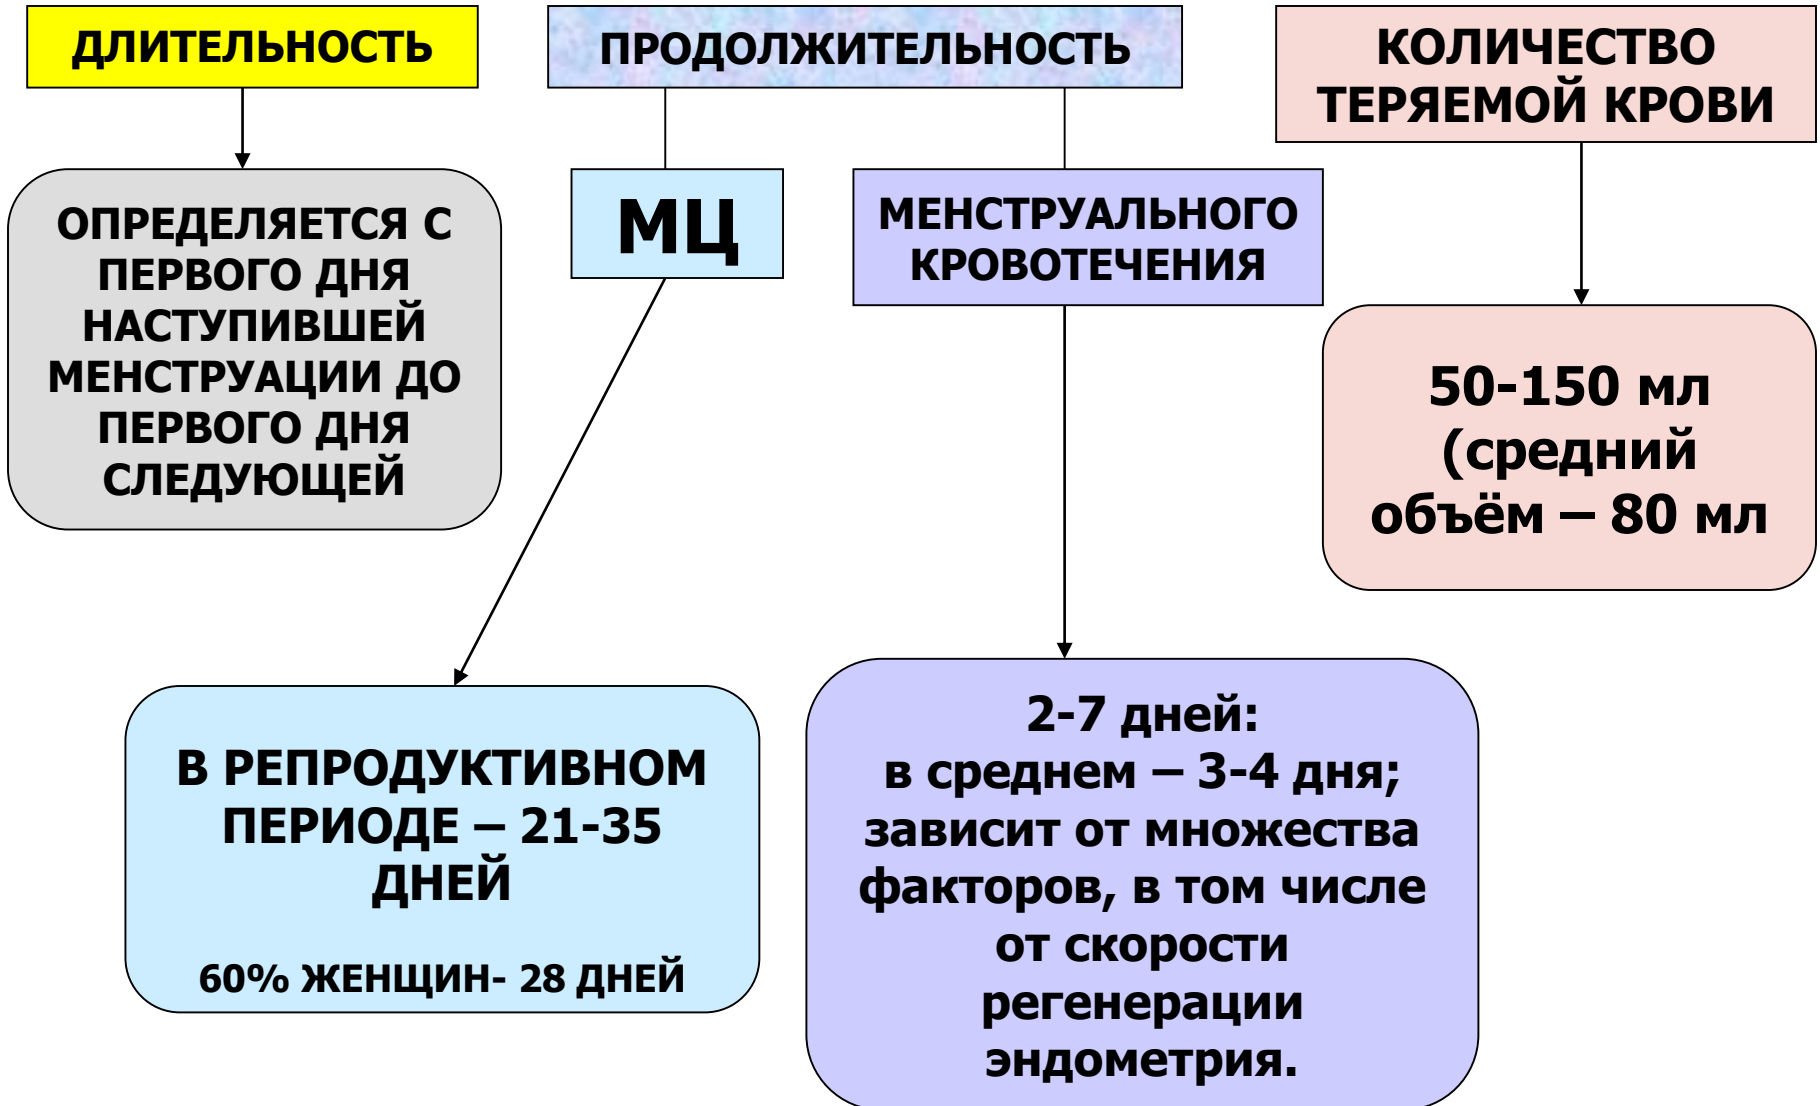 ДЛИТЕЛЬНОСТЬ
ОПРЕДЕЛЯЕТСЯ С
ПЕРВОГО ДНЯ
НАСТУПИВШЕЙ
МЕНСТРУАЦИИ ДО
ПЕРВОГО ДНЯ
СЛЕДУЮЩЕЙ
ПРОДОЛЖИТЕЛЬНОСТЬ
МЦ
В РЕПРОДУКТИВНОМ
ПЕРИОДЕ – 21-35
ДНЕЙ
60% ЖЕНЩИН- 28 ДНЕЙ
МЕНСТРУАЛЬНОГО
КРОВОТЕЧЕНИЯ
2-7 дней:
в среднем – 3-4 дня;
зависит от множества
факторов, в том числе
от скорости
регенерации
эндометрия.
КОЛИЧЕСТВО
ТЕРЯЕМОЙ КРОВИ
50-150 мл
(средний
объём – 80 мл